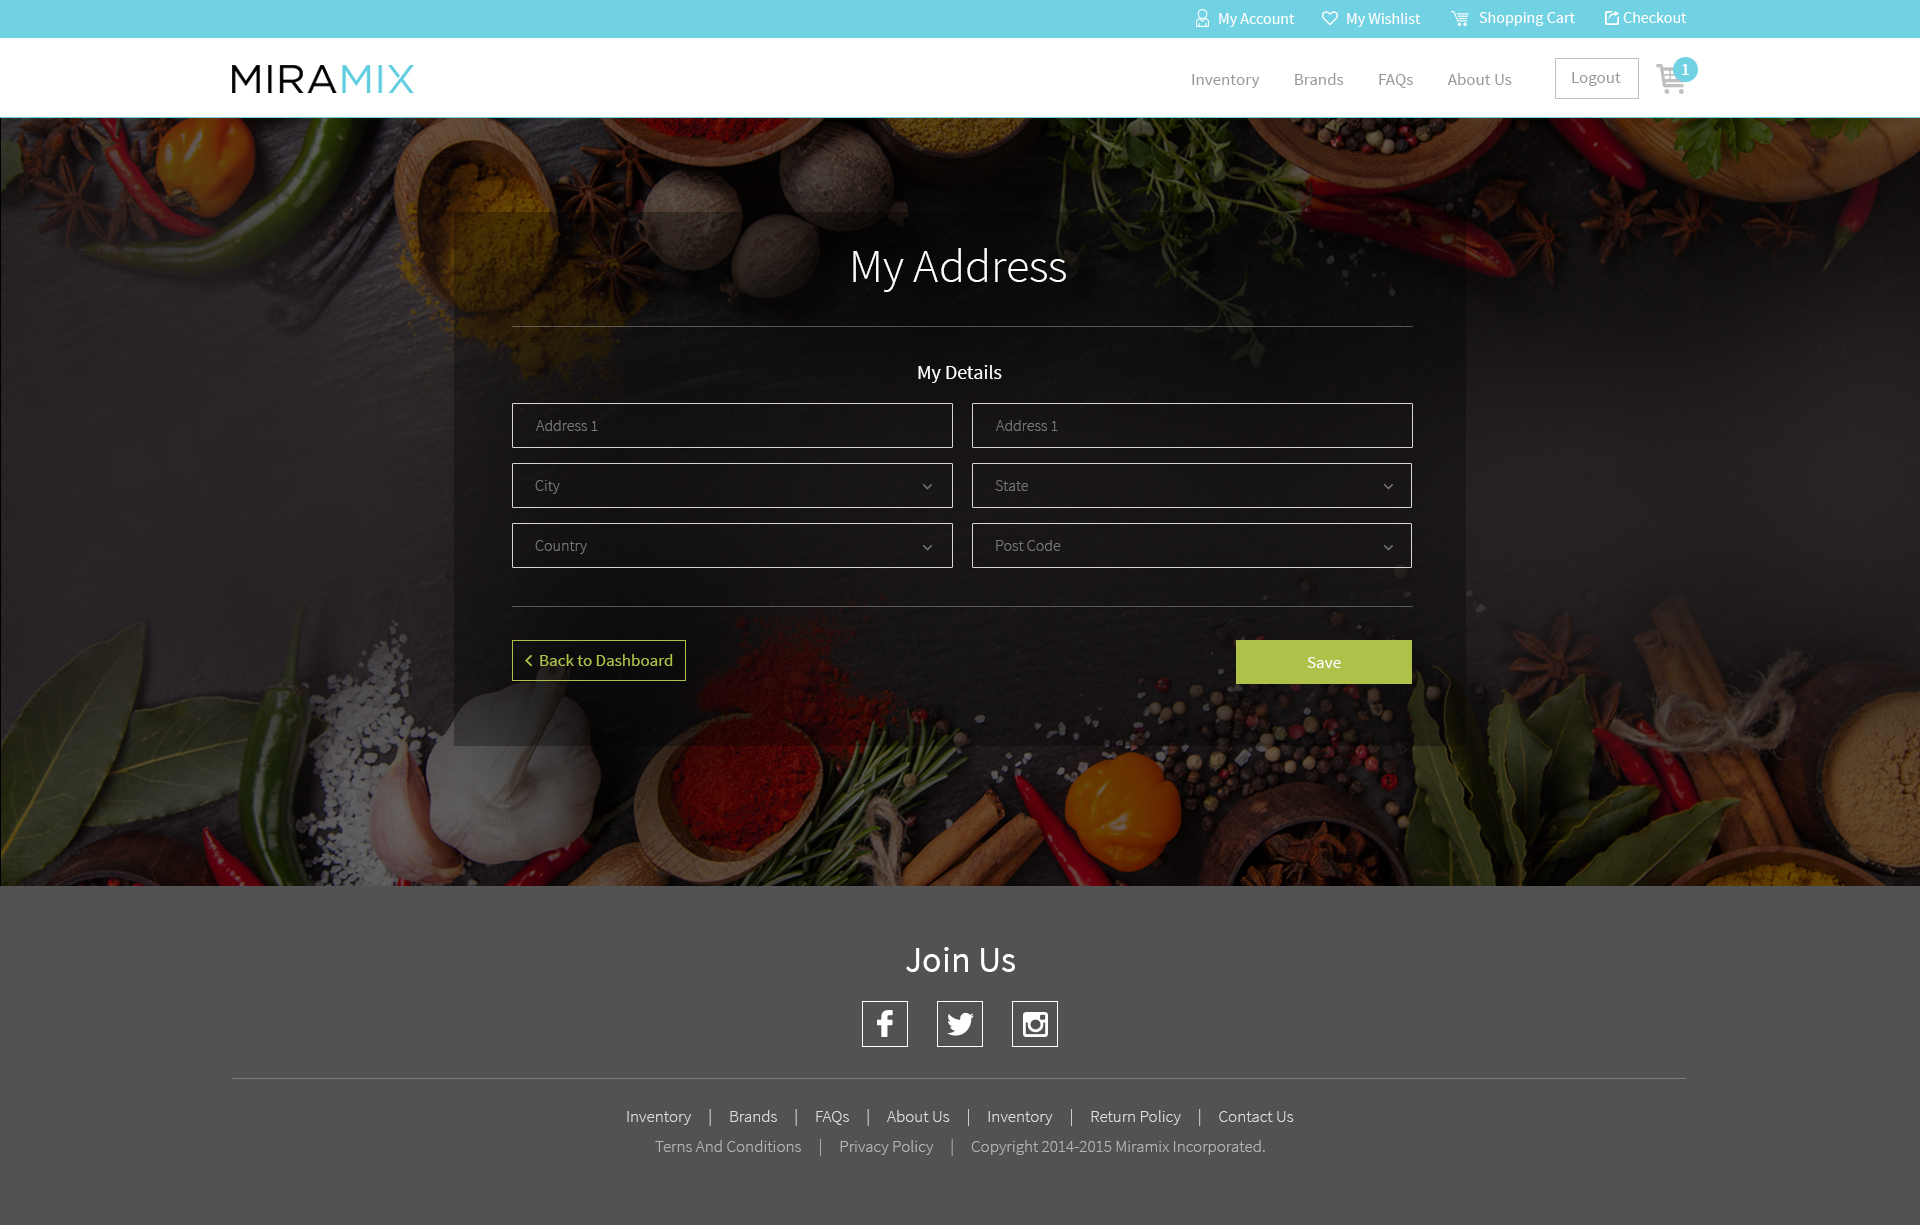 My Account My Wishlist Shopping Cart Checkout
MIRAMIX
Inventory Brands FAQs About Us Logout 1
My Address
My Details
Address 1 Address 1
City State
Country Post Code
Back to Dashboard Save
Join Us
Inventory | Brands | FAQs | About Us | Inventory | Return Policy | Contact Us
Terns And Conditions | Privacy Policy | Copyright 2014-2015 Miramix Incorporated.